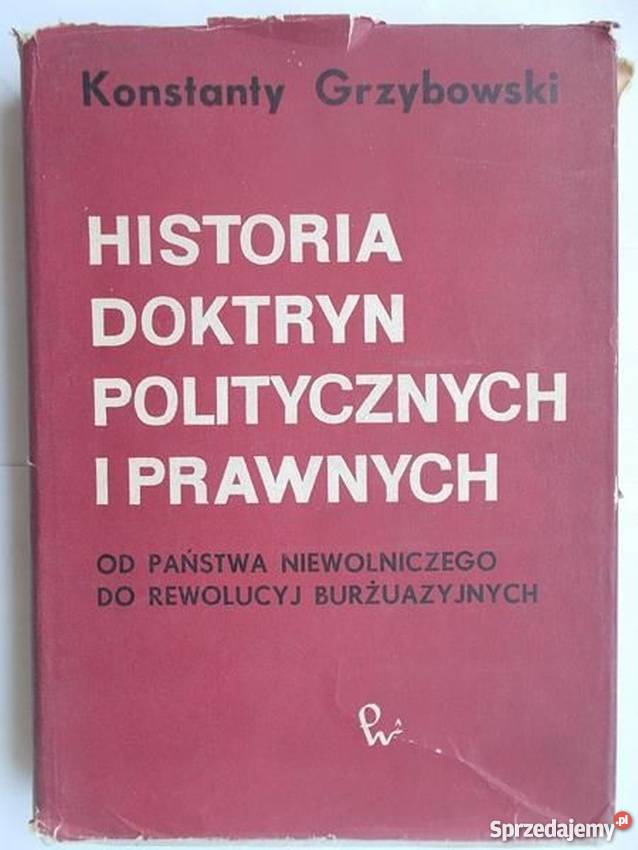 Konstanty Grzybowski
HISTORIA
DOKTRYN
POLITYCZNYCH
I PRAWNYCH
OD PAŃSTWA NIEWOLNICZEGO
DO REWOLUCYJ BURŻUAZYJNYCH
Sprzedajemy.pl